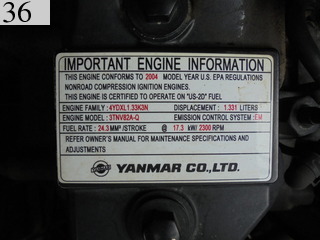 36
IMPORTANT ENGINE INFORMATION
THIS ENGINE CONFORMS TO 2004 MODEL YEAR U.S. EPA REGULATIONS
NONROAD COMPRESSION IGNITION ENGINES.
THIS ENGINE IS CERTIFIED TO OPERATE ON "US-2D" FUEL
ENGINE FAMILY : 4YDXL1.33K3N DISPLACEMENT : 1.331 LITERS
ENGINE MODEL : 3TNV82A-Q EMISSION CONTROL SYSTEM : EM
FUEL RATE : 24.3 MM³ /STROKE @ 17.3 kW/ 2300 RPM
REFER OWNER'S MANUAL FOR MAINTENANCE SPECIFICATIONS AND
ADJUSTMENTS
YANMAR CO.,LTD.